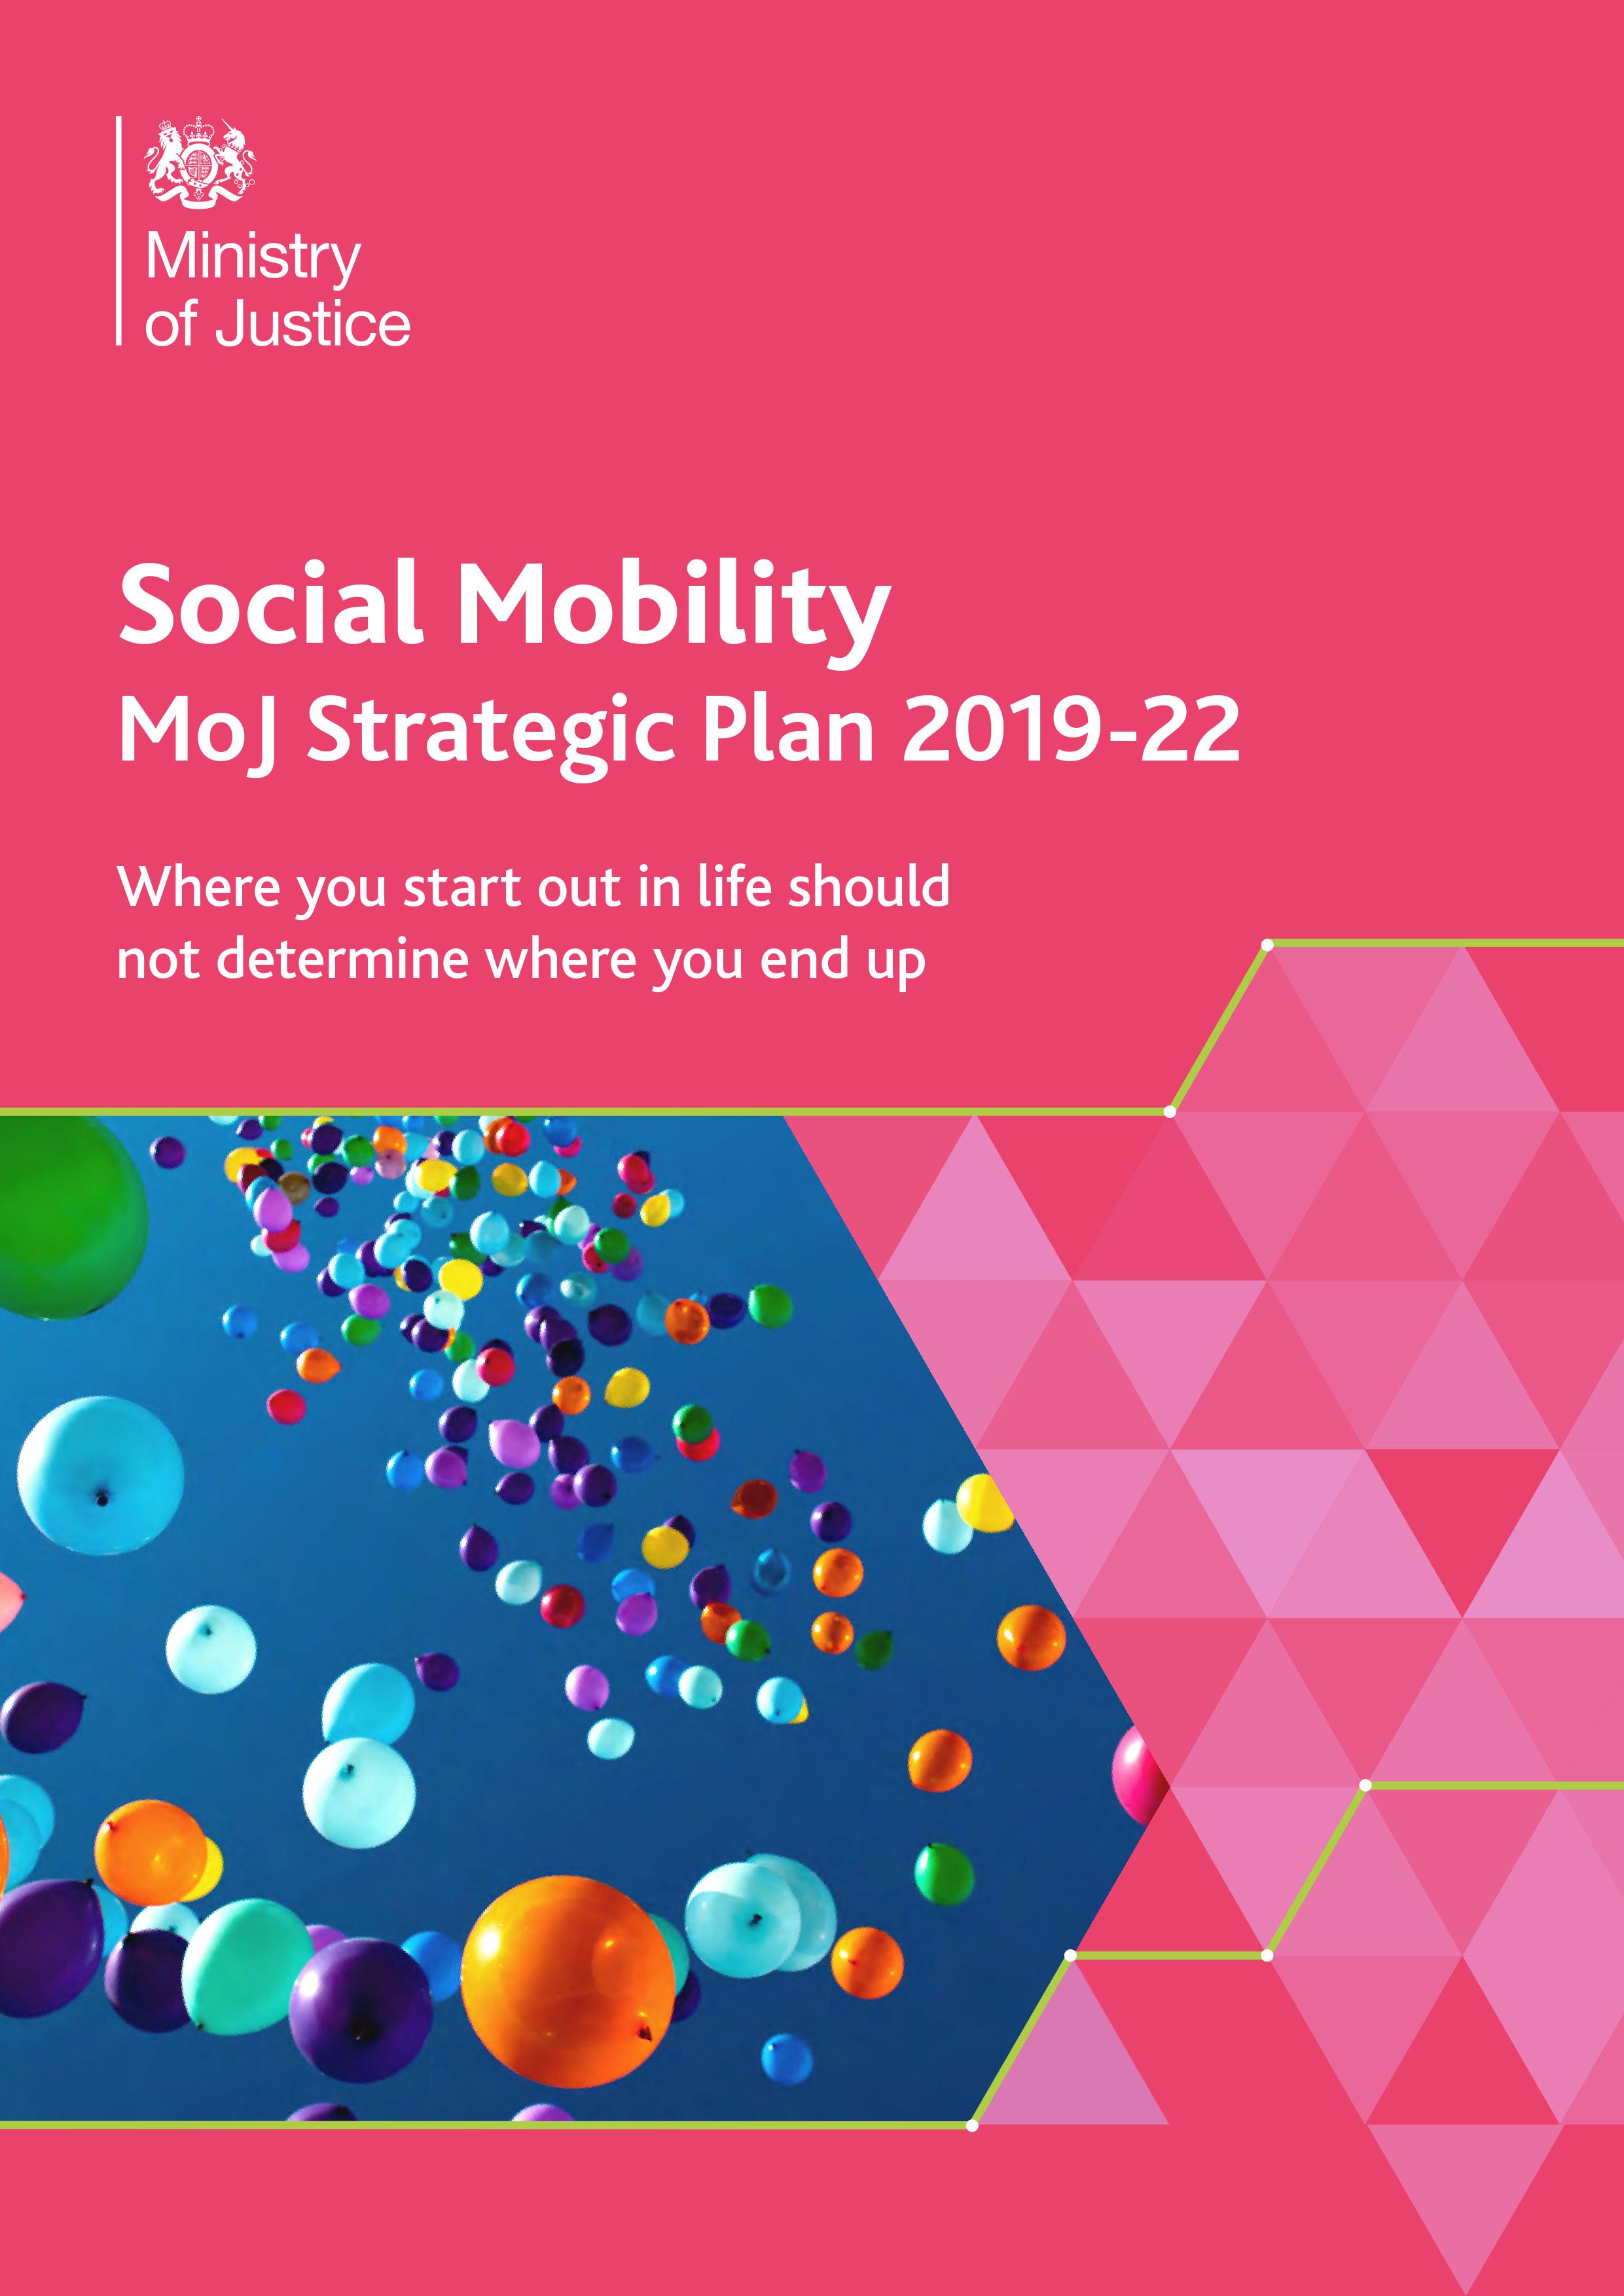 Ministry
of Justice
Social Mobility
MoJ Strategic Plan 2019-22
Where you start out in life should
not determine where you end up